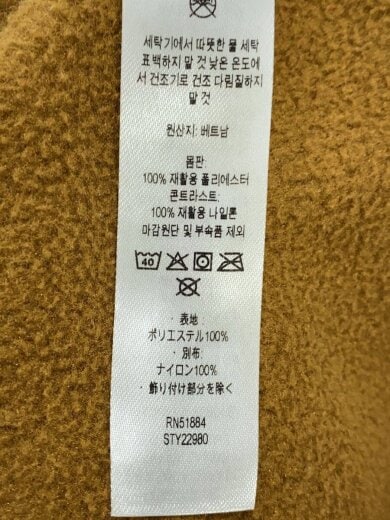 세탁기에서 따뜻한 물 세탁
표백하지 말 것 낮은 온도에
서 건조기로 건조 다림질하지
말 것
원산지: 베트남
몸판:
100% 재활용 폴리에스터
콘트라스트:
100% 재활용 나일론
마감원단 및 부속품 제외
40
· 表地 :
ポリエステル100%
· 別布:
ナイロン100%
· 飾り付け部分を除く
RN51884
STY22980